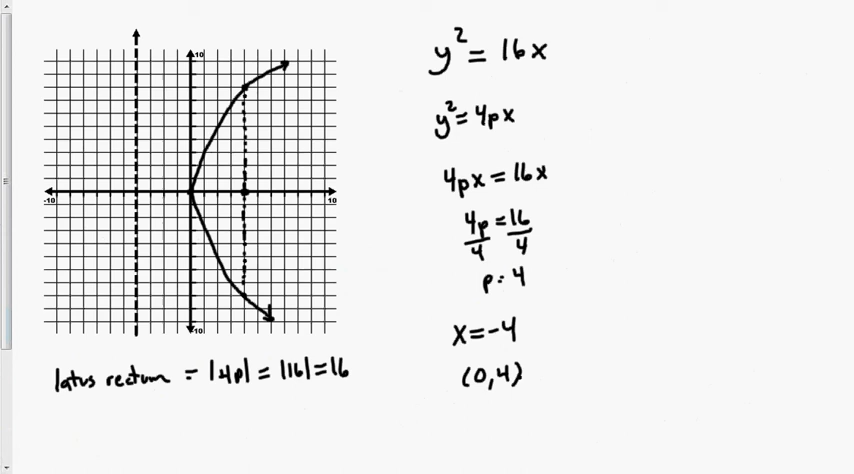 y² = 16x
y² = 4px
4px = 16x
4p/4 = 16/4
p = 4
x = -4
(0,4)
10
-10
10
-10
latus rectum = |4p| = |16| = 16